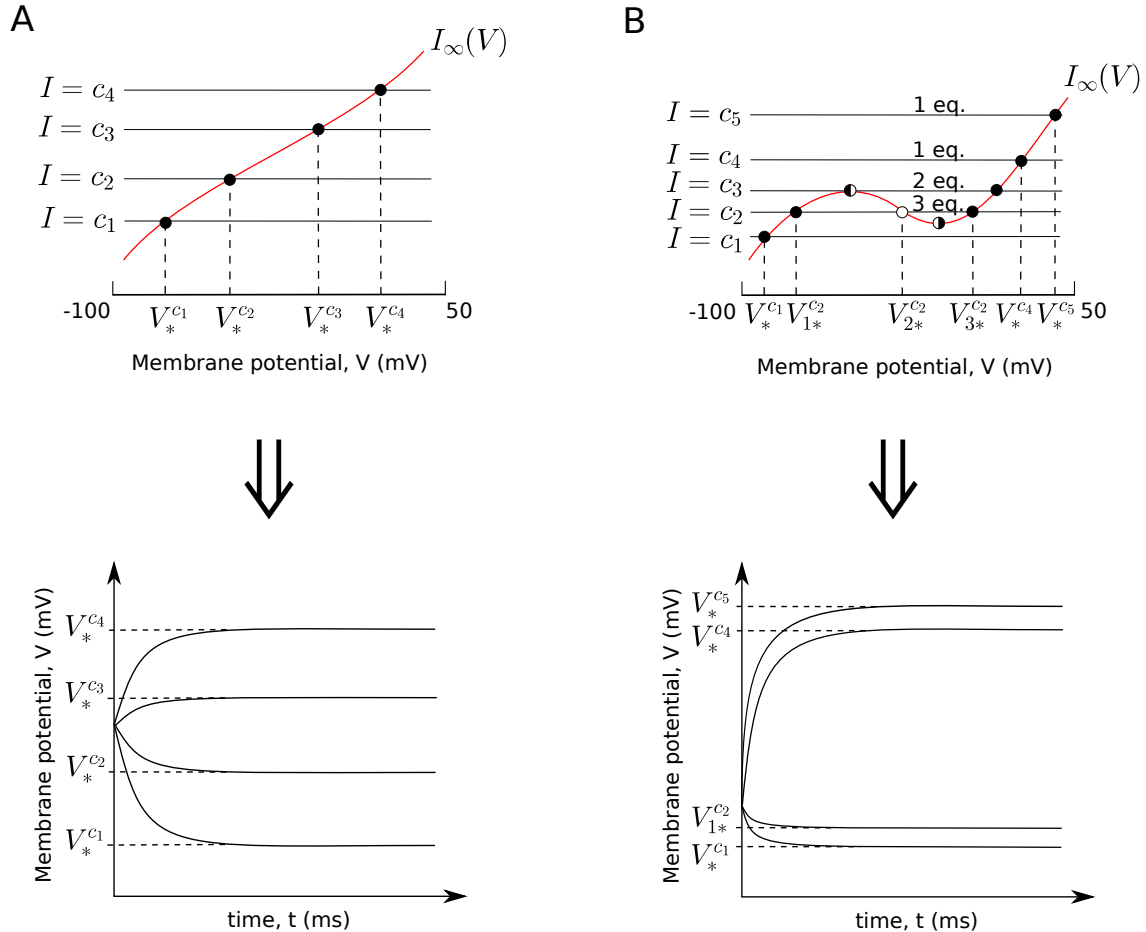 A
I∞(V)
I = c₄
I = c₃
I = c₂
I = c₁
-100
V*^{c₁}
V*^{c₂}
V*^{c₃}
V*^{c₄}
50
Membrane potential, V (mV)
B
I∞(V)
I = c₅
1 eq.
I = c₄
1 eq.
I = c₃
2 eq.
I = c₂
3 eq.
I = c₁
-100
V*^{c₁}
V₁*^{c₂}
V₂*^{c₂}
V₃*^{c₂}
V*^{c₄}
V*^{c₅}
50
Membrane potential, V (mV)
Membrane potential, V (mV)
V*^{c₄}
V*^{c₃}
V*^{c₂}
V*^{c₁}
time, t (ms)
Membrane potential, V (mV)
V*^{c₅}
V*^{c₄}
V₁*^{c₂}
V*^{c₁}
time, t (ms)